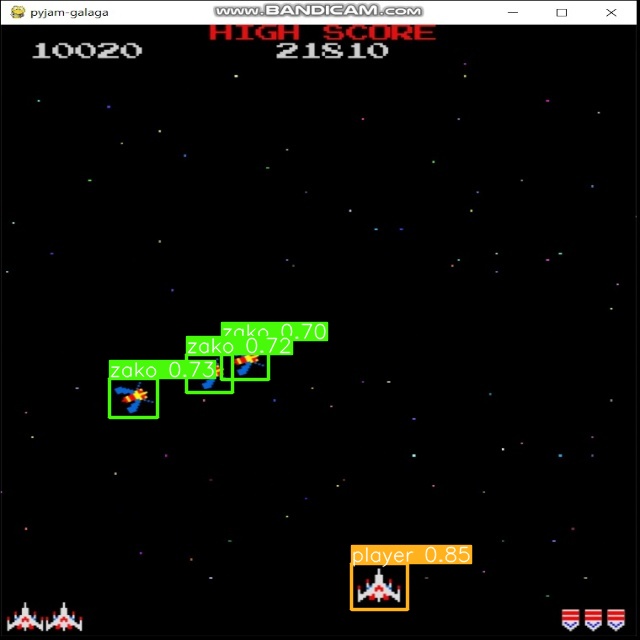 pyjam-galaga
www.BANDICAM.com
HIGH SCORE
10020 21810
zako 0.70
zako 0.72
zako 0.73
player 0.85